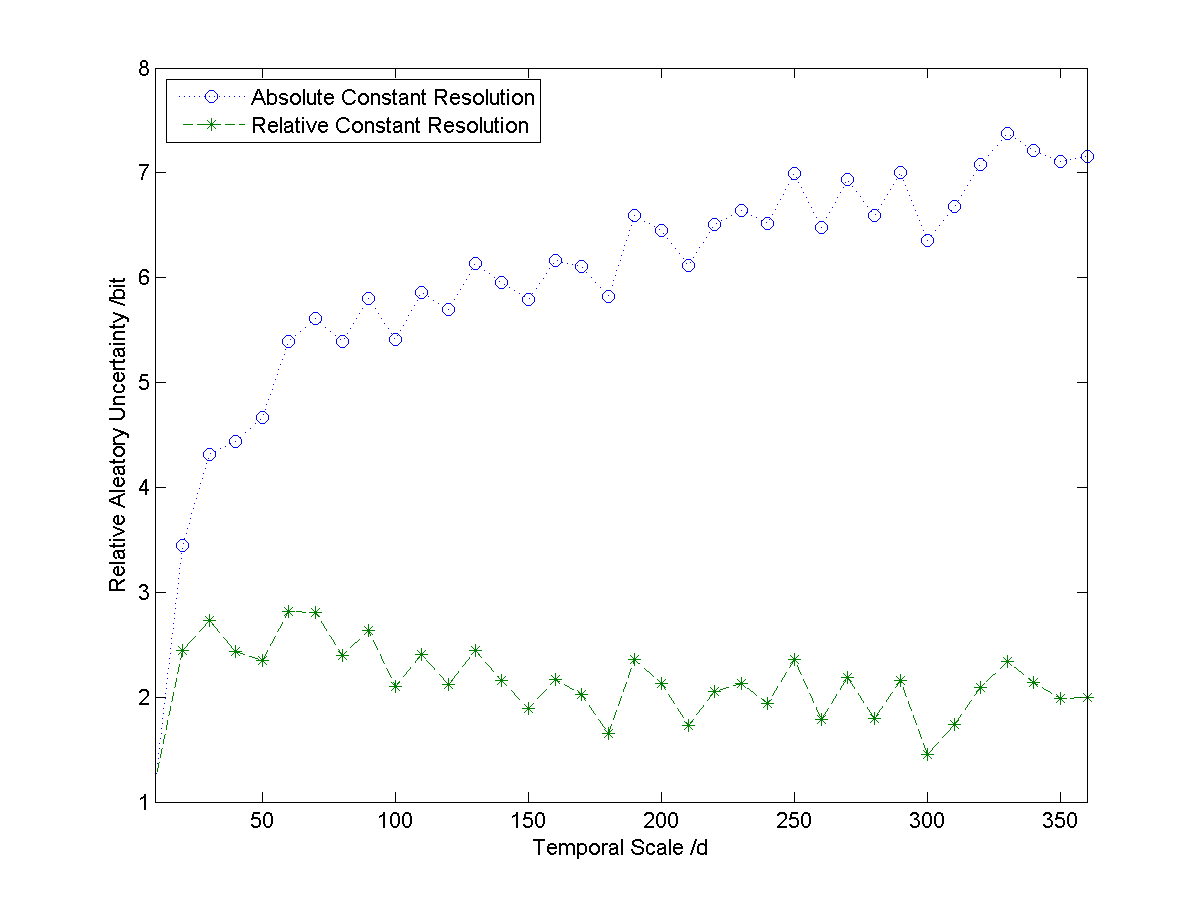 8
7
6
5
4
3
2
1
Absolute Constant Resolution
Relative Constant Resolution
Relative Aleatory Uncertainty /bit
50 100 150 200 250 300 350
Temporal Scale /d